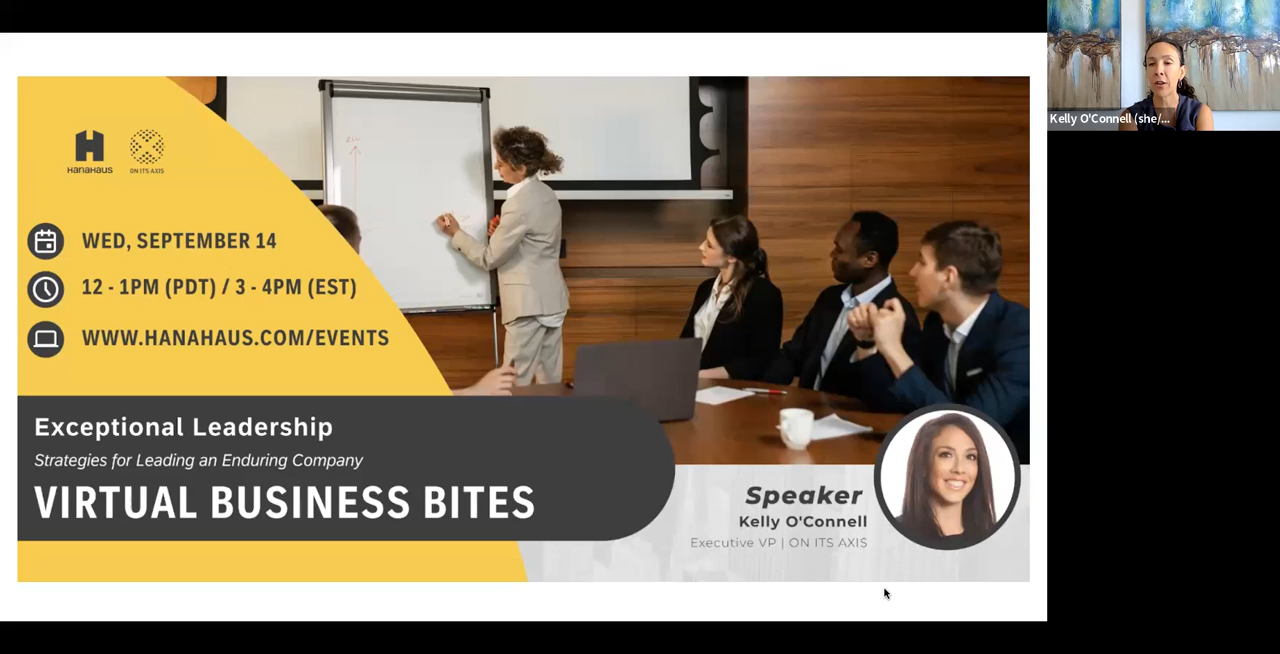 HANAHAUS
ON ITS AXIS
WED, SEPTEMBER 14
12 - 1PM (PDT) / 3 - 4PM (EST)
WWW.HANAHAUS.COM/EVENTS
Exceptional Leadership
Strategies for Leading an Enduring Company
VIRTUAL BUSINESS BITES
Speaker
Kelly O'Connell
Executive VP | ON ITS AXIS
Kelly O'Connell (she/...